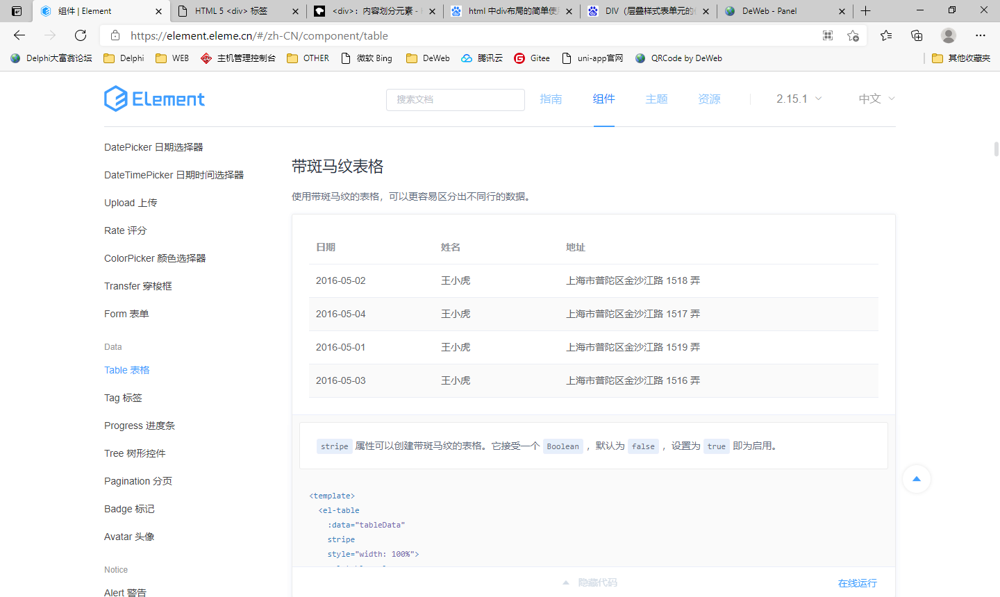 组件 | Element
HTML 5 <div> 标签
<div>：内容划分元素 -
html 中div布局的简单使
DIV（层叠样式表单元的
DeWeb - Panel
https://element.eleme.cn/#/zh-CN/component/table
Delphi大富翁论坛
Delphi
WEB
主机管理控制台
OTHER
微软 Bing
DeWeb
腾讯云
Gitee
uni-app官网
QRCode by DeWeb
其他收藏夹
Element
搜索文档
指南
组件
主题
资源
2.15.1
中文
DatePicker 日期选择器
DateTimePicker 日期时间选择器
Upload 上传
Rate 评分
ColorPicker 颜色选择器
Transfer 穿梭框
Form 表单
Data
Table 表格
Tag 标签
Progress 进度条
Tree 树形控件
Pagination 分页
Badge 标记
Avatar 头像
Notice
Alert 警告
带斑马纹表格
使用带斑马纹的表格，可以更容易区分出不同行的数据。
日期 姓名 地址
2016-05-02 王小虎 上海市普陀区金沙江路 1518 弄
2016-05-04 王小虎 上海市普陀区金沙江路 1517 弄
2016-05-01 王小虎 上海市普陀区金沙江路 1519 弄
2016-05-03 王小虎 上海市普陀区金沙江路 1516 弄
stripe 属性可以创建带斑马纹的表格。它接受一个 Boolean ，默认为 false ，设置为 true 即为启用。
<template>
<el-table
:data="tableData"
stripe
style="width: 100%">
隐藏代码
在线运行